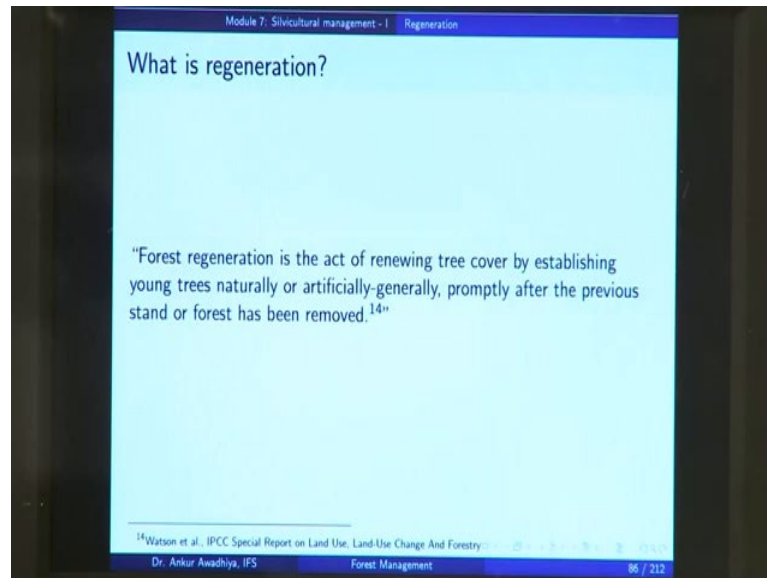 Module 7: Silvicultural management - I Regeneration
What is regeneration?
"Forest regeneration is the act of renewing tree cover by establishing
young trees naturally or artificially-generally, promptly after the previous
stand or forest has been removed.14"
14Watson et al., IPCC Special Report on Land Use, Land-Use Change And Forestry
Dr. Ankur Awadhiya, IFS Forest Management 86 / 212